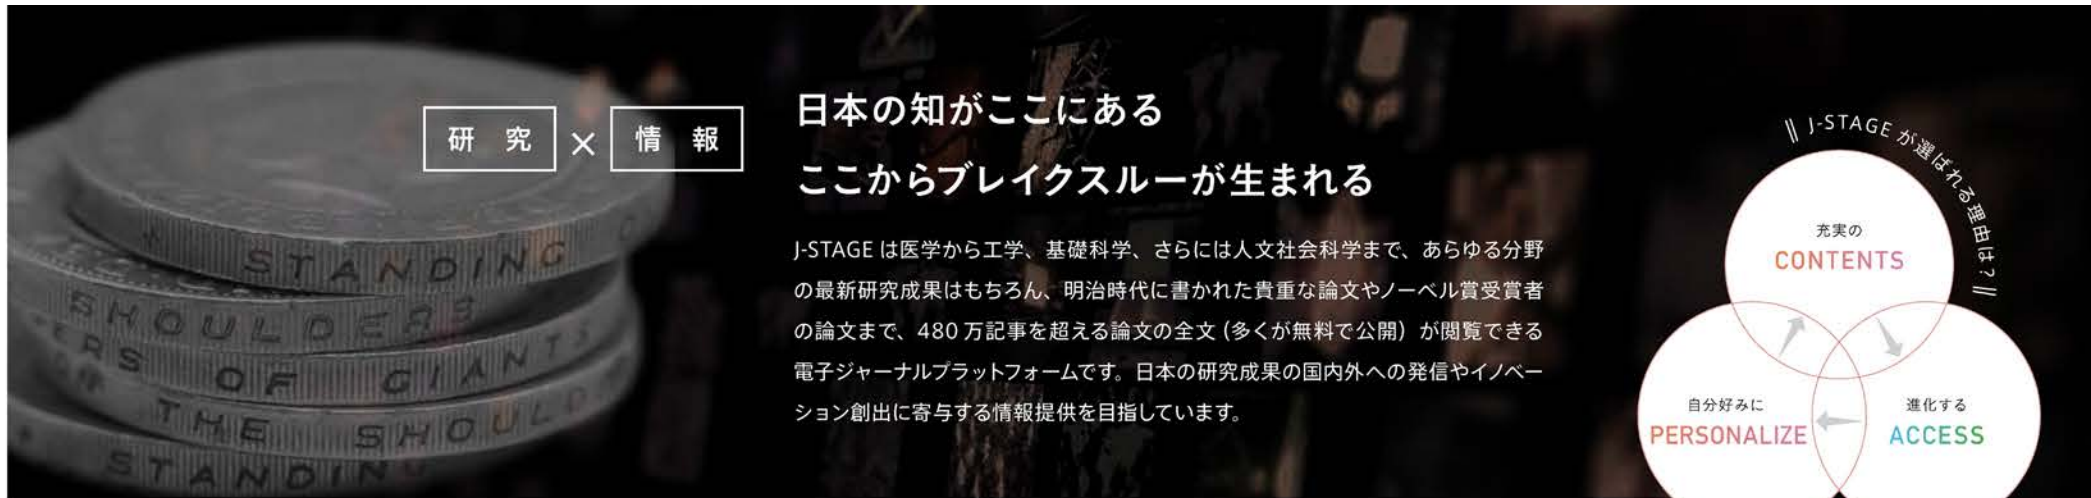 STANDING
SHOULDERS
ERS OF GIANTS
OF THE SHOULD
STANDIN
研 究 × 情 報
日本の知がここにある
ここからブレイクスルーが生まれる
J-STAGE は医学から工学、基礎科学、さらには人文社会科学まで、あらゆる分野
の最新研究成果はもちろん、明治時代に書かれた貴重な論文やノーベル賞受賞者
の論文まで、480 万記事を超える論文の全文 (多くが無料で公開) が閲覧できる
電子ジャーナルプラットフォームです。日本の研究成果の国内外への発信やイノベー
ション創出に寄与する情報提供を目指しています。
J-STAGE が選ばれる理由は?
充実の
CONTENTS
自分好みに
PERSONALIZE
進化する
ACCESS